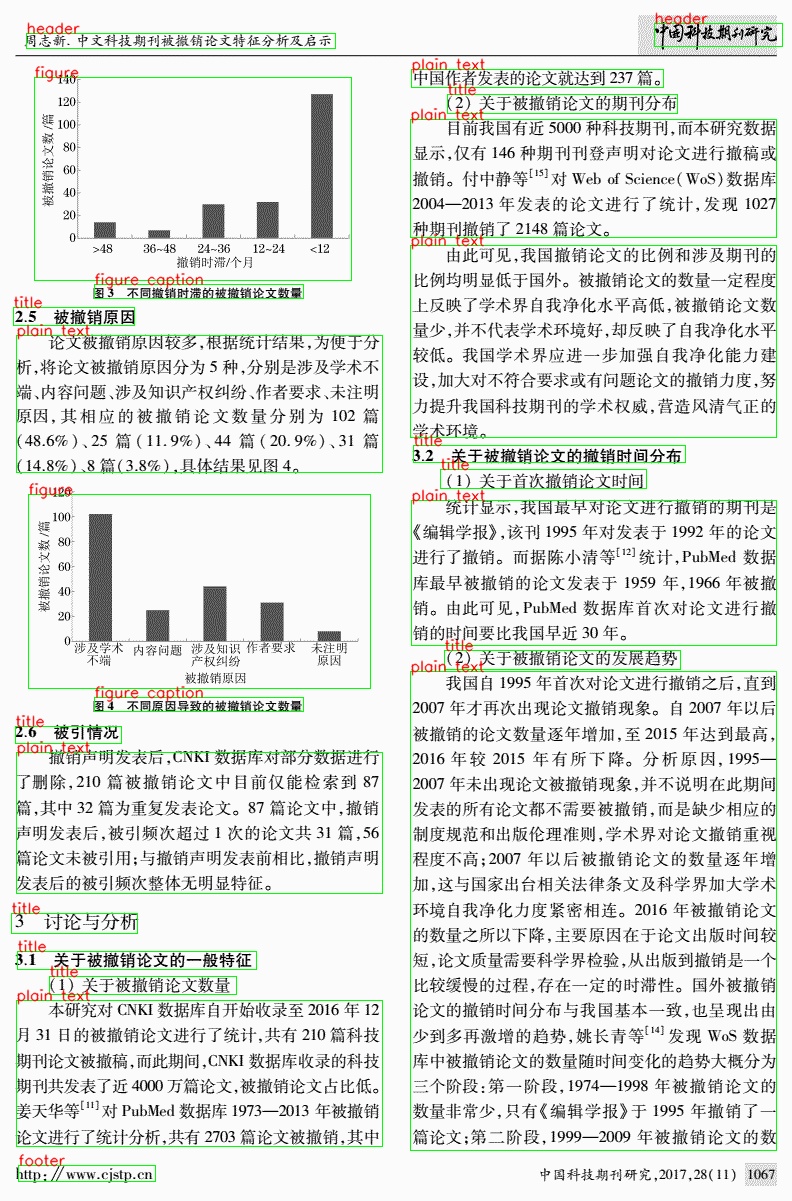 header
周志新. 中文科技期刊被撤销论文特征分析及启示
header
中国科技期刊研究
figure
140
120
100
80
60
40
20
0
被撤销论文数/篇
>48 36~48 24~36 12~24 <12
撤销时滞/个月
figure caption
图3 不同撤销时滞的被撤销论文数量
title
2.5 被撤销原因
plain text
论文被撤销原因较多,根据统计结果,为便于分
析,将论文被撤销原因分为 5 种,分别是涉及学术不
端、内容问题、涉及知识产权纠纷、作者要求、未注明
原因,其相应的被撤销论文数量分别为 102 篇
(48.6%)、25 篇(11.9%)、44 篇(20.9%)、31 篇
(14.8%)、8 篇(3.8%),具体结果见图 4。
figure
120
100
80
60
40
20
0
被撤销论文数/篇
涉及学术不端 内容问题 涉及知识产权纠纷 作者要求 未注明原因
被撤销原因
figure caption
图4 不同原因导致的被撤销论文数量
title
2.6 被引情况
plain text
撤销声明发表后,CNKI 数据库对部分数据进行
了删除,210 篇被撤销论文中目前仅能检索到 87
篇,其中 32 篇为重复发表论文。87 篇论文中,撤销
声明发表后,被引频次超过 1 次的论文共 31 篇,56
篇论文未被引用;与撤销声明发表前相比,撤销声明
发表后的被引频次整体无明显特征。
title
3 讨论与分析
title
3.1 关于被撤销论文的一般特征
title
(1) 关于被撤销论文数量
plain text
本研究对 CNKI 数据库自开始收录至 2016 年 12
月 31 日的被撤销论文进行了统计,共有 210 篇科技
期刊论文被撤稿,而此期间,CNKI 数据库收录的科技
期刊共发表了近 4000 万篇论文,被撤销论文占比低。
姜天华等[11]对 PubMed 数据库 1973—2013 年被撤销
论文进行了统计分析,共有 2703 篇论文被撤销,其中
plain text
中国作者发表的论文就达到 237 篇。
title
(2) 关于被撤销论文的期刊分布
plain text
目前我国有近 5000 种科技期刊,而本研究数据
显示,仅有 146 种期刊刊登声明对论文进行撤稿或
撤销。付中静等[15]对 Web of Science(WoS)数据库
2004—2013 年发表的论文进行了统计,发现 1027
种期刊撤销了 2148 篇论文。
plain text
由此可见,我国撤销论文的比例和涉及期刊的
比例均明显低于国外。被撤销论文的数量一定程度
上反映了学术界自我净化水平高低,被撤销论文数
量少,并不代表学术环境好,却反映了自我净化水平
较低。我国学术界应进一步加强自我净化能力建
设,加大对不符合要求或有问题论文的撤销力度,努
力提升我国科技期刊的学术权威,营造风清气正的
学术环境。
title
3.2 关于被撤销论文的撤销时间分布
title
(1) 关于首次撤销论文时间
plain text
统计显示,我国最早对论文进行撤销的期刊是
《编辑学报》,该刊 1995 年对发表于 1992 年的论文
进行了撤销。而据陈小清等[12]统计,PubMed 数据
库最早被撤销的论文发表于 1959 年,1966 年被撤
销。由此可见,PubMed 数据库首次对论文进行撤
销的时间要比我国早近 30 年。
title
(2) 关于被撤销论文的发展趋势
plain text
我国自 1995 年首次对论文进行撤销之后,直到
2007 年才再次出现论文撤销现象。自 2007 年以后
被撤销的论文数量逐年增加,至 2015 年达到最高,
2016 年较 2015 年有所下降。分析原因,1995—
2007 年未出现论文被撤销现象,并不说明在此期间
发表的所有论文都不需要被撤销,而是缺少相应的
制度规范和出版伦理准则,学术界对论文撤销重视
程度不高;2007 年以后被撤销论文的数量逐年增
加,这与国家出台相关法律条文及科学界加大学术
环境自我净化力度紧密相连。2016 年被撤销论文
的数量之所以下降,主要原因在于论文出版时间较
短,论文质量需要科学界检验,从出版到撤销是一个
比较缓慢的过程,存在一定的时滞性。国外被撤销
论文的撤销时间分布与我国基本一致,也呈现出由
少到多再激增的趋势,姚长青等[14]发现 WoS 数据
库中被撤销论文的数量随时间变化的趋势大概分为
三个阶段:第一阶段,1974—1998 年被撤销论文的
数量非常少,只有《编辑学报》于 1995 年撤销了一
篇论文;第二阶段,1999—2009 年被撤销论文的数
footer
http://www.cjstp.cn
中国科技期刊研究,2017,28(11) 1067